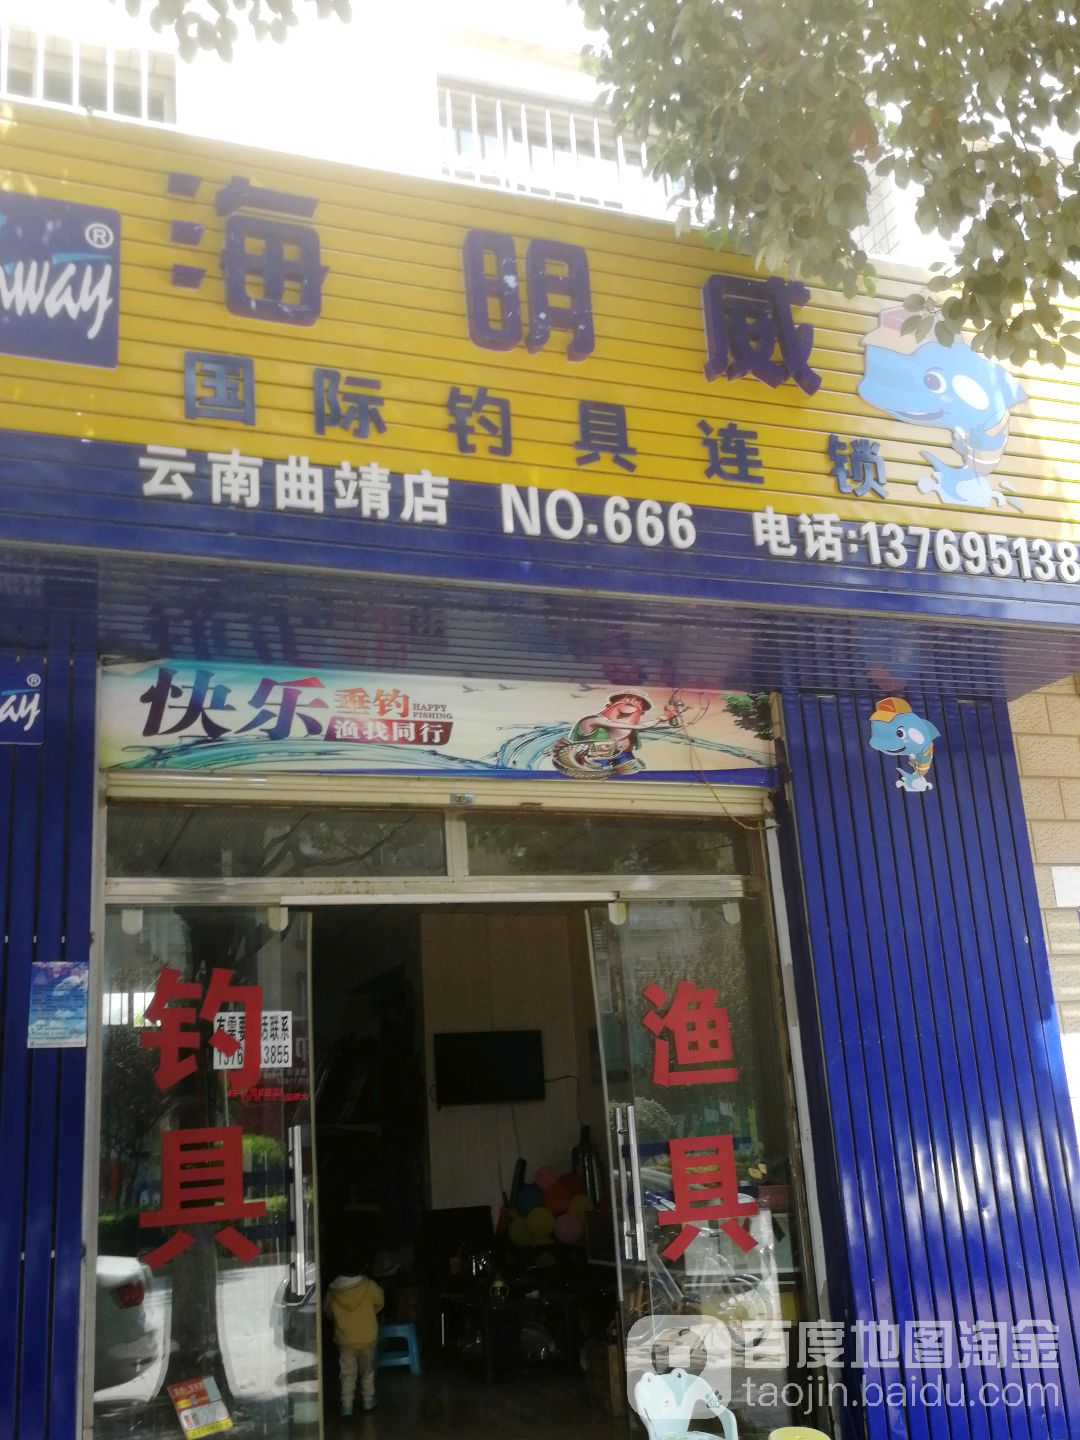 ®
海明威
国际钓具连锁
云南曲靖店 NO.666 电话:137695138
®
快乐垂钓 HAPPY FISHING
渔我同行
钓具
渔具
百度地图淘金
taojin.baidu.com